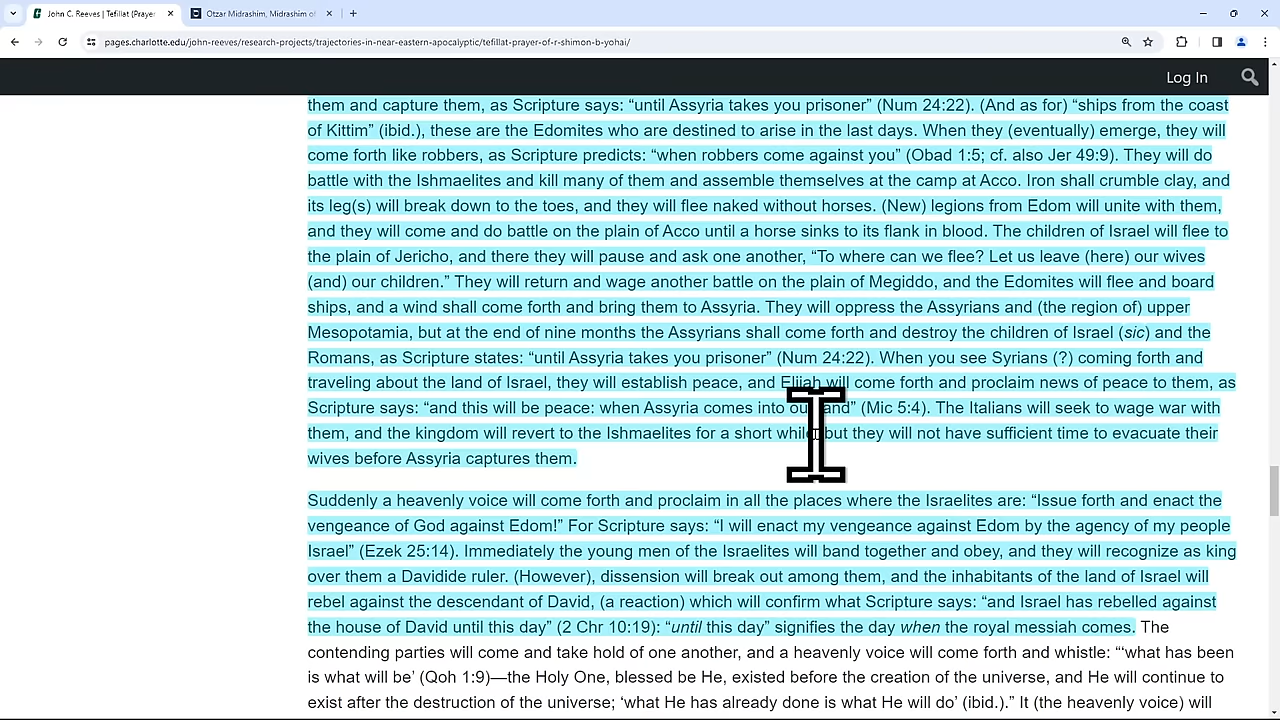 John C. Reeves | Tefillat (Prayer
Otzar Midrashim, Midrashim of
pages.charlotte.edu/john-reeves/research-projects/trajectories-in-near-eastern-apocalyptic/tefillat-prayer-of-r-shimon-b-yohai/
Log In
them and capture them, as Scripture says: “until Assyria takes you prisoner” (Num 24:22). (And as for) “ships from the coast
of Kittim” (ibid.), these are the Edomites who are destined to arise in the last days. When they (eventually) emerge, they will
come forth like robbers, as Scripture predicts: “when robbers come against you” (Obad 1:5; cf. also Jer 49:9). They will do
battle with the Ishmaelites and kill many of them and assemble themselves at the camp at Acco. Iron shall crumble clay, and
its leg(s) will break down to the toes, and they will flee naked without horses. (New) legions from Edom will unite with them,
and they will come and do battle on the plain of Acco until a horse sinks to its flank in blood. The children of Israel will flee to
the plain of Jericho, and there they will pause and ask one another, “To where can we flee? Let us leave (here) our wives
(and) our children.” They will return and wage another battle on the plain of Megiddo, and the Edomites will flee and board
ships, and a wind shall come forth and bring them to Assyria. They will oppress the Assyrians and (the region of) upper
Mesopotamia, but at the end of nine months the Assyrians shall come forth and destroy the children of Israel (sic) and the
Romans, as Scripture states: “until Assyria takes you prisoner” (Num 24:22). When you see Syrians (?) coming forth and
traveling about the land of Israel, they will establish peace, and Elijah will come forth and proclaim news of peace to them, as
Scripture says: “and this will be peace: when Assyria comes into our land” (Mic 5:4). The Italians will seek to wage war with
them, and the kingdom will revert to the Ishmaelites for a short while, but they will not have sufficient time to evacuate their
wives before Assyria captures them.
Suddenly a heavenly voice will come forth and proclaim in all the places where the Israelites are: “Issue forth and enact the
vengeance of God against Edom!” For Scripture says: “I will enact my vengeance against Edom by the agency of my people
Israel” (Ezek 25:14). Immediately the young men of the Israelites will band together and obey, and they will recognize as king
over them a Davidide ruler. (However), dissension will break out among them, and the inhabitants of the land of Israel will
rebel against the descendant of David, (a reaction) which will confirm what Scripture says: “and Israel has rebelled against
the house of David until this day” (2 Chr 10:19): “until this day” signifies the day when the royal messiah comes. The
contending parties will come and take hold of one another, and a heavenly voice will come forth and whistle: “‘what has been
is what will be’ (Qoh 1:9)—the Holy One, blessed be He, existed before the creation of the universe, and He will continue to
exist after the destruction of the universe; ‘what He has already done is what He will do’ (ibid.).” It (the heavenly voice) will